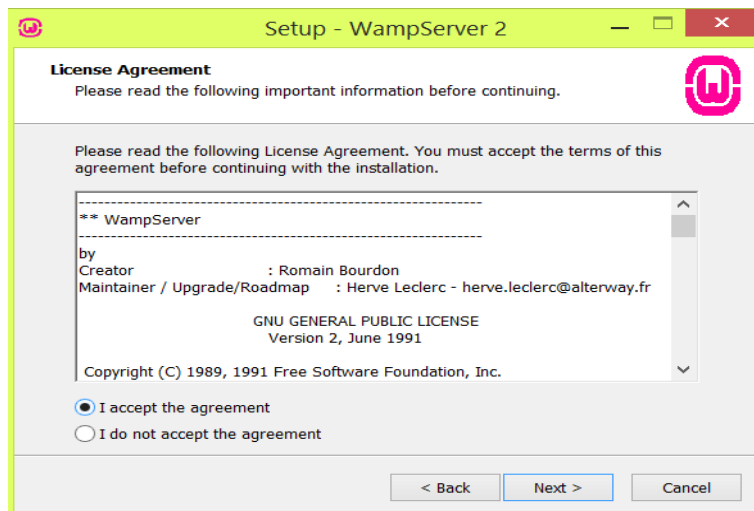 Setup - WampServer 2
License Agreement
Please read the following important information before continuing.
Please read the following License Agreement. You must accept the terms of this
agreement before continuing with the installation.
----------------------------------------------------------------
** WampServer
----------------------------------------------------------------
by
Creator : Romain Bourdon
Maintainer / Upgrade/Roadmap : Herve Leclerc - herve.leclerc@alterway.fr
GNU GENERAL PUBLIC LICENSE
Version 2, June 1991
Copyright (C) 1989, 1991 Free Software Foundation, Inc.
I accept the agreement
I do not accept the agreement
< Back Next > Cancel